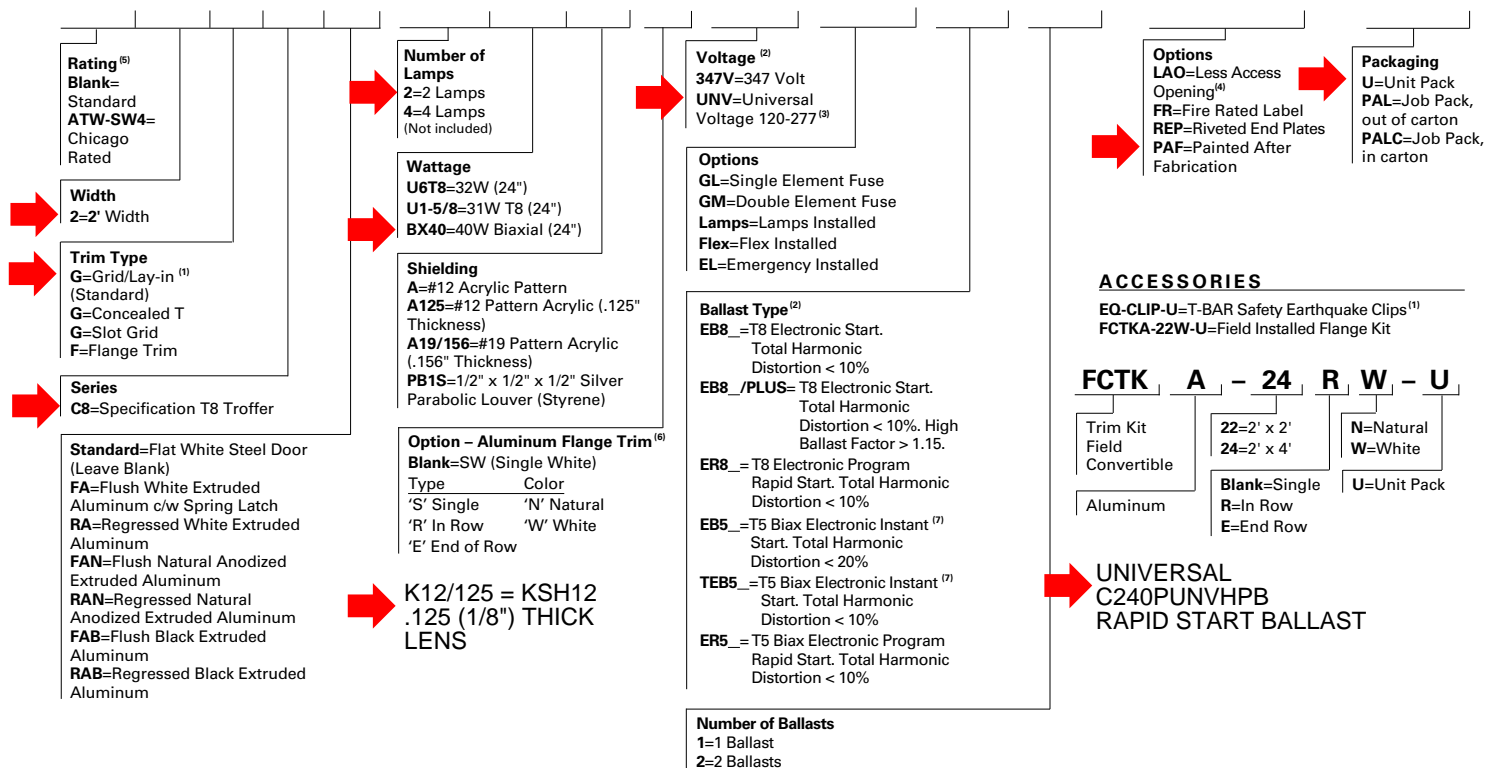 Rating (5)
Blank=
Standard
ATW-SW4=
Chicago
Rated
Width
2=2' Width
Trim Type
G=Grid/Lay-in (1)
(Standard)
G=Concealed T
G=Slot Grid
F=Flange Trim
Series
C8=Specification T8 Troffer
Standard=Flat White Steel Door
(Leave Blank)
FA=Flush White Extruded
Aluminum c/w Spring Latch
RA=Regressed White Extruded
Aluminum
FAN=Flush Natural Anodized
Extruded Aluminum
RAN=Regressed Natural
Anodized Extruded Aluminum
FAB=Flush Black Extruded
Aluminum
RAB=Regressed Black Extruded
Aluminum
Number of
Lamps
2=2 Lamps
4=4 Lamps
(Not included)
Wattage
U6T8=32W (24")
U1-5/8=31W T8 (24")
BX40=40W Biaxial (24")
Shielding
A=#12 Acrylic Pattern
A125=#12 Pattern Acrylic (.125"
Thickness)
A19/156=#19 Pattern Acrylic
(.156" Thickness)
PB1S=1/2" x 1/2" x 1/2" Silver
Parabolic Louver (Styrene)
Option – Aluminum Flange Trim (6)
Blank=SW (Single White)
Type Color
'S' Single 'N' Natural
'R' In Row 'W' White
'E' End of Row
K12/125 = KSH12
.125 (1/8") THICK
LENS
Voltage (2)
347V=347 Volt
UNV=Universal
Voltage 120-277 (3)
Options
GL=Single Element Fuse
GM=Double Element Fuse
Lamps=Lamps Installed
Flex=Flex Installed
EL=Emergency Installed
Ballast Type (2)
EB8_=T8 Electronic Start.
Total Harmonic
Distortion < 10%
EB8_/PLUS= T8 Electronic Start.
Total Harmonic
Distortion < 10%. High
Ballast Factor > 1.15.
ER8_=T8 Electronic Program
Rapid Start. Total Harmonic
Distortion < 10%
EB5_=T5 Biax Electronic Instant (7)
Start. Total Harmonic
Distortion < 20%
TEB5_=T5 Biax Electronic Instant (7)
Start. Total Harmonic
Distortion < 10%
ER5_=T5 Biax Electronic Program
Rapid Start. Total Harmonic
Distortion < 10%
Number of Ballasts
1=1 Ballast
2=2 Ballasts
Options
LAO=Less Access
Opening(4)
FR=Fire Rated Label
REP=Riveted End Plates
PAF=Painted After
Fabrication
Packaging
U=Unit Pack
PAL=Job Pack,
out of carton
PALC=Job Pack,
in carton
ACCESSORIES
EQ-CLIP-U=T-BAR Safety Earthquake Clips(1)
FCTKA-22W-U=Field Installed Flange Kit
FCTK A – 24 R W – U
Trim Kit
Field
Convertible
Aluminum
22=2' x 2'
24=2' x 4'
Blank=Single
R=In Row
E=End Row
N=Natural
W=White
U=Unit Pack
UNIVERSAL
C240PUNVHPB
RAPID START BALLAST